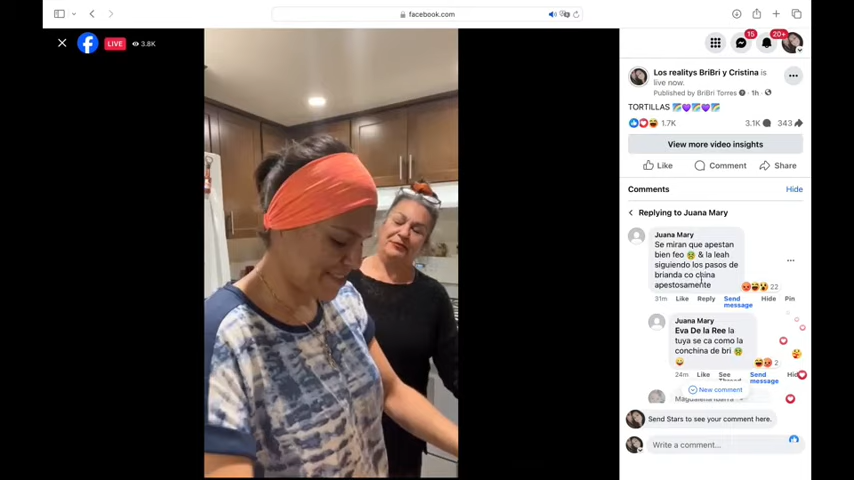 facebook.com
LIVE 3.8K
15
20+
Los realitys BriBri y Cristina is
live now.
Published by BriBri Torres · 1h ·
TORTILLAS
1.7K 3.1K 343
View more video insights
Like Comment Share
Comments Hide
Replying to Juana Mary
Juana Mary
Se miran que apestan
bien feo 🤢 & la leah
siguiendo los pasos de
brianda co china
apestosamente
22
31m Like Reply Send message Hide Pin
Juana Mary
Eva De la Ree la
tuya se ca como la
conchina de bri 🤢
2
24m Like See Thread Send message Hid
New comment
Send Stars to see your comment here.
Write a comment...